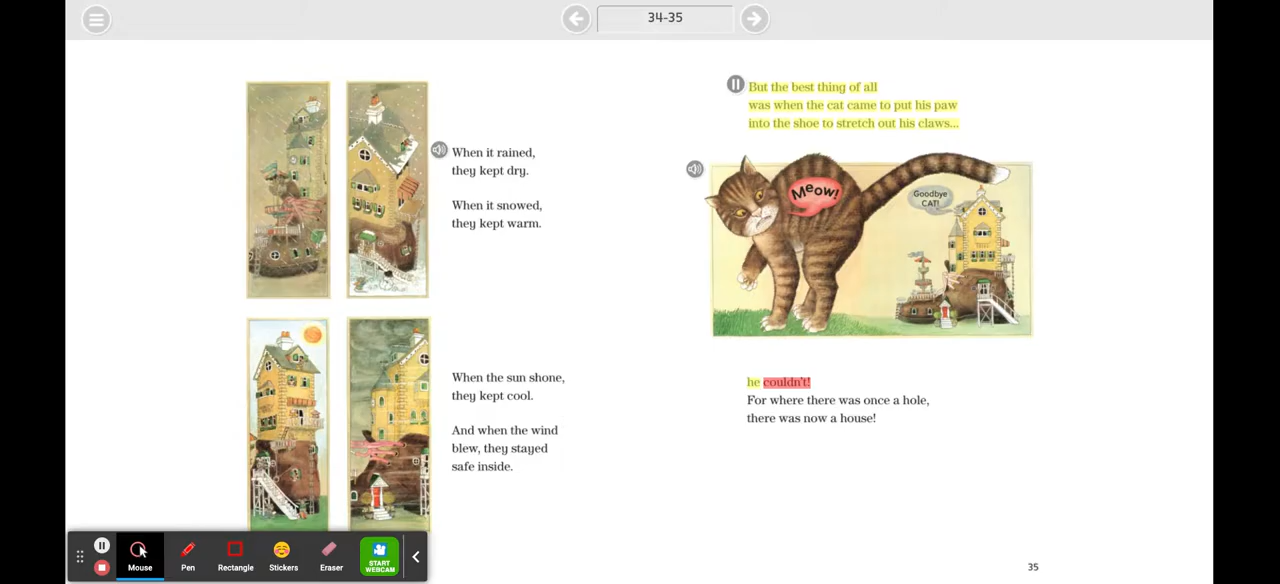 34-35
When it rained,
they kept dry.
When it snowed,
they kept warm.
When the sun shone,
they kept cool.
And when the wind
blew, they stayed
safe inside.
But the best thing of all
was when the cat came to put his paw
into the shoe to stretch out his claws...
Meow!
Goodbye
CAT!
he couldn't!
For where there was once a hole,
there was now a house!
35
Mouse
Pen
Rectangle
Stickers
Eraser
START
WEBCAM